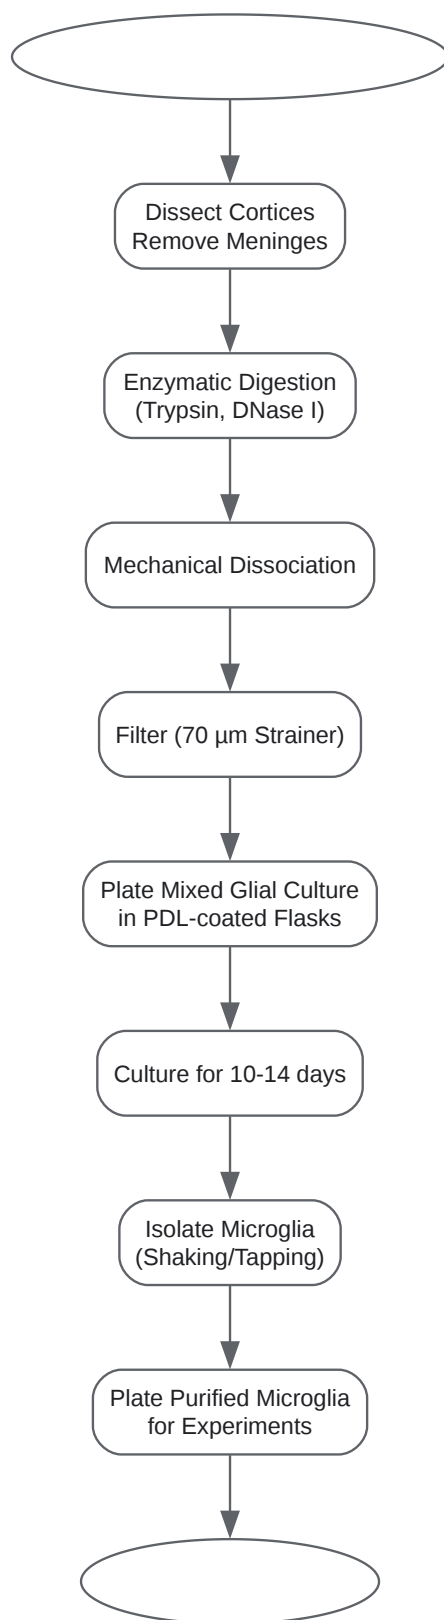 Dissect Cortices
Remove Meninges
Enzymatic Digestion
(Trypsin, DNase I)
Mechanical Dissociation
Filter (70 µm Strainer)
Plate Mixed Glial Culture
in PDL-coated Flasks
Culture for 10-14 days
Isolate Microglia
(Shaking/Tapping)
Plate Purified Microglia
for Experiments